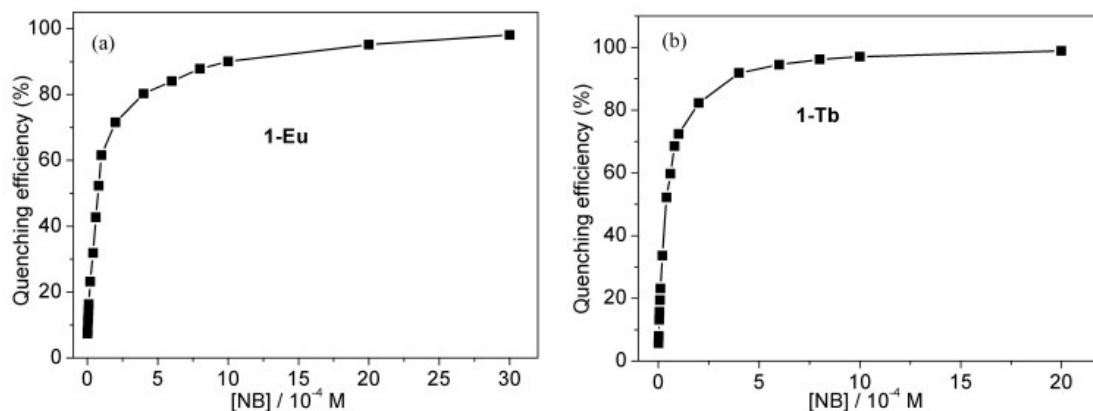 (a)
1-Eu
Quenching efficiency (%)
100
80
60
40
20
0
0 5 10 15 20 25 30
[NB] / 10⁻⁴ M
(b)
1-Tb
Quenching efficiency (%)
100
80
60
40
20
0
0 5 10 15 20
[NB] / 10⁻⁴ M